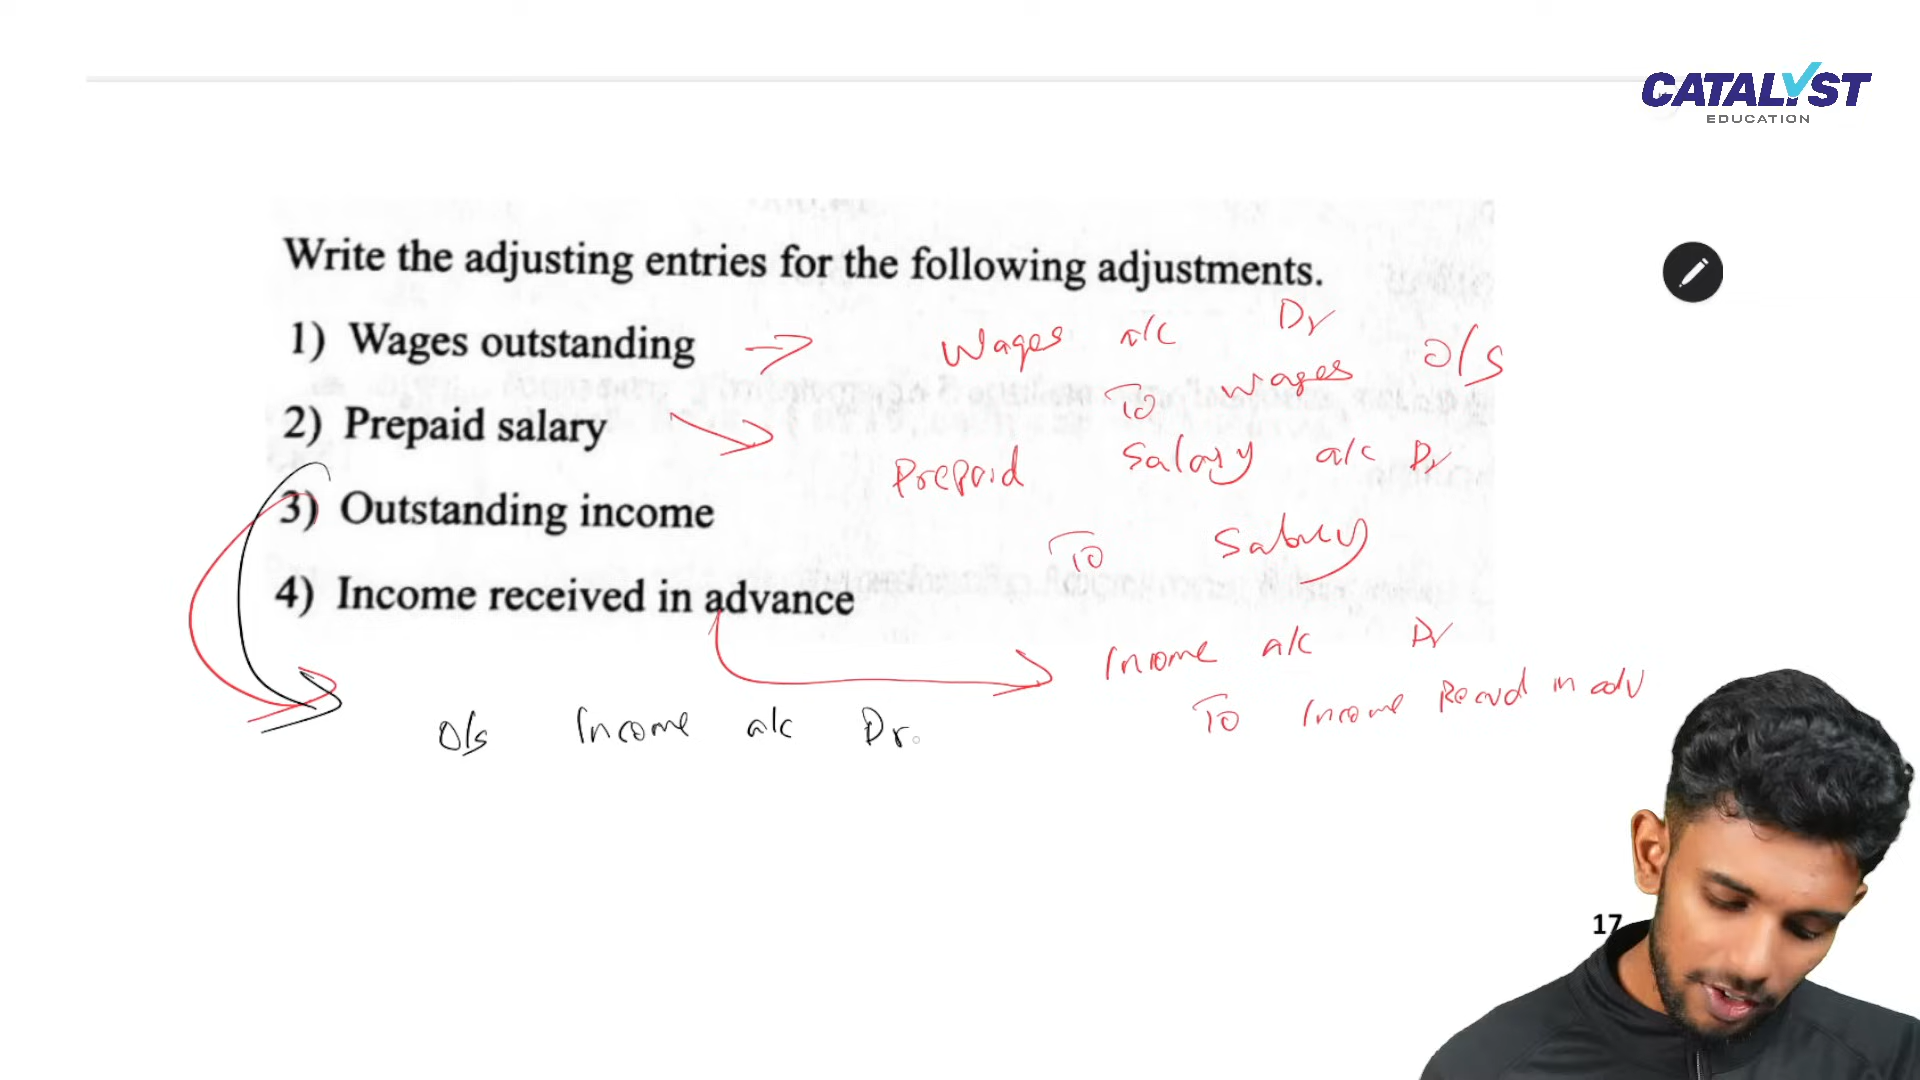 CATALYST
EDUCATION
Write the adjusting entries for the following adjustments.
1) Wages outstanding
Wages a/c Dr
To wages O/s
2) Prepaid salary
Prepaid Salary a/c Dr
To Salary
3) Outstanding income
4) Income received in advance
Income a/c Dr
To Income Recvd in adv
O/s Income a/c Dr.
17